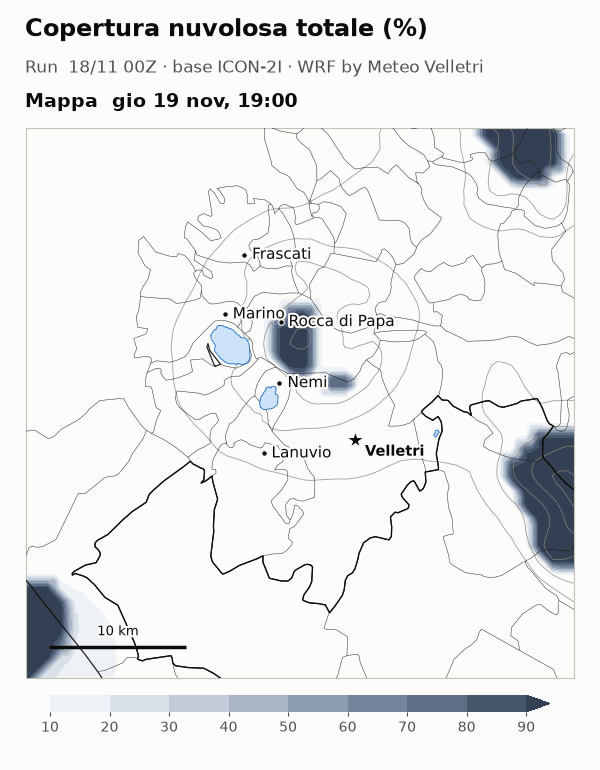 Copertura nuvolosa totale (%)
Run  18/11 00Z · base ICON-2I · WRF by Meteo Velletri
Mappa  gio 19 nov, 19:00
Frascati
Marino
Rocca di Papa
Nemi
Velletri
Lanuvio
10 km
10 20 30 40 50 60 70 80 90